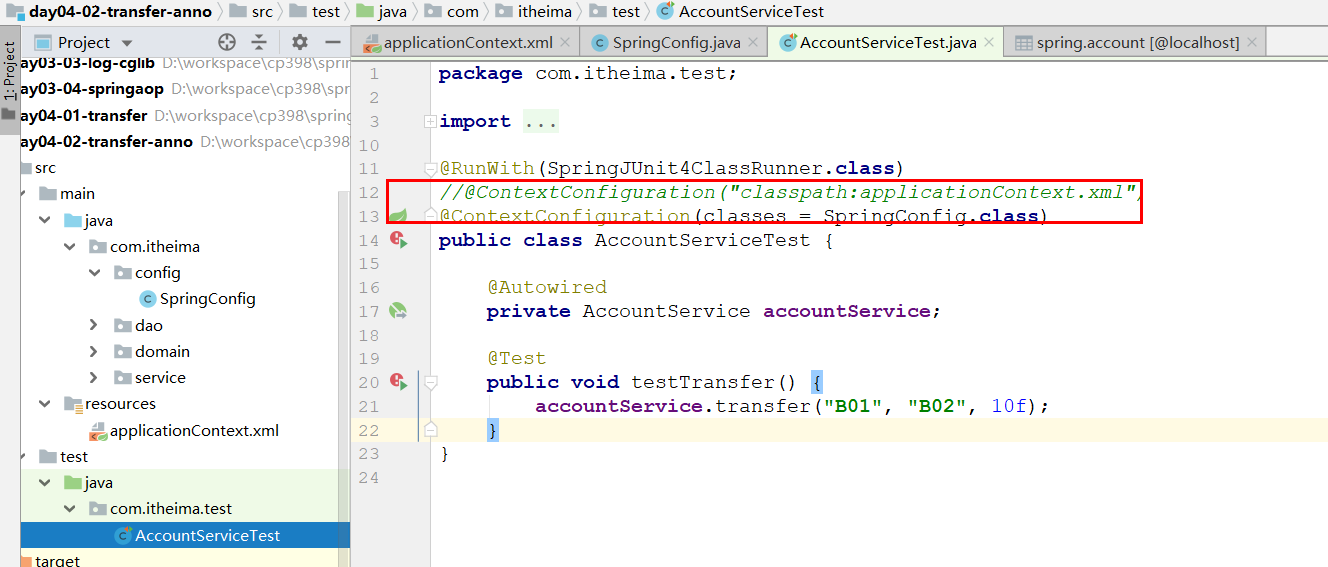 day04-02-transfer-anno src test java com itheima test AccountServiceTest
1: Project
Project
applicationContext.xml SpringConfig.java AccountServiceTest.java spring.account [@localhost]
ay03-03-log-cglib D:\workspace\cp398\spr
ay03-04-springaop D:\workspace\cp398\spr
ay04-01-transfer D:\workspace\cp398\spring
ay04-02-transfer-anno D:\workspace\cp398
src
main
java
com.itheima
config
SpringConfig
dao
domain
service
resources
applicationContext.xml
test
java
com.itheima.test
AccountServiceTest
target
1 package com.itheima.test;
2
3 import ...
10
11 @RunWith(SpringJUnit4ClassRunner.class)
12 //@ContextConfiguration("classpath:applicationContext.xml"
13 @ContextConfiguration(classes = SpringConfig.class)
14 public class AccountServiceTest {
15
16 @Autowired
17 private AccountService accountService;
18
19 @Test
20 public void testTransfer() {
21 accountService.transfer("B01", "B02", 10f);
22 }
23 }
24